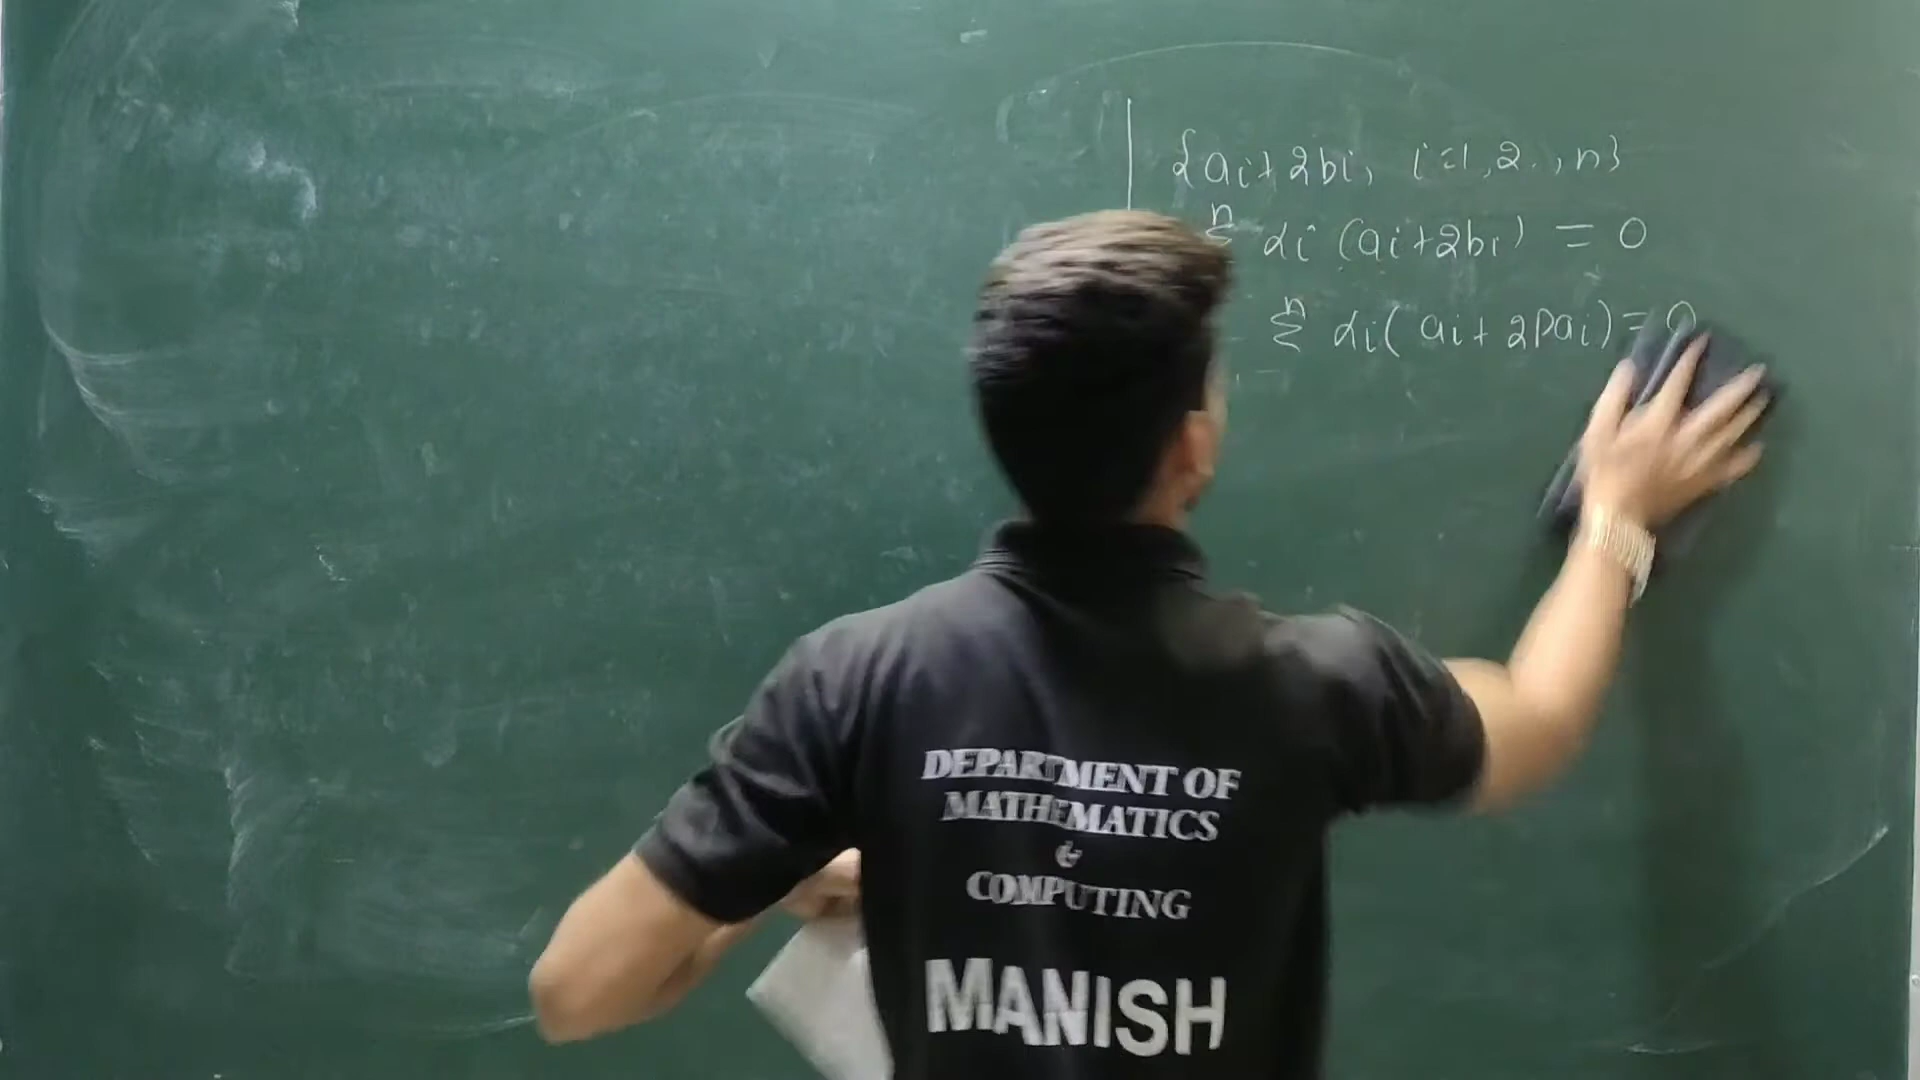 {ai+2bi, i=1,2.,n}
n
Σ αi (ai+2bi) = 0
n
Σ αi( ai+2Pai)=0
DEPARTMENT OF
MATHEMATICS
&
COMPUTING
MANISH